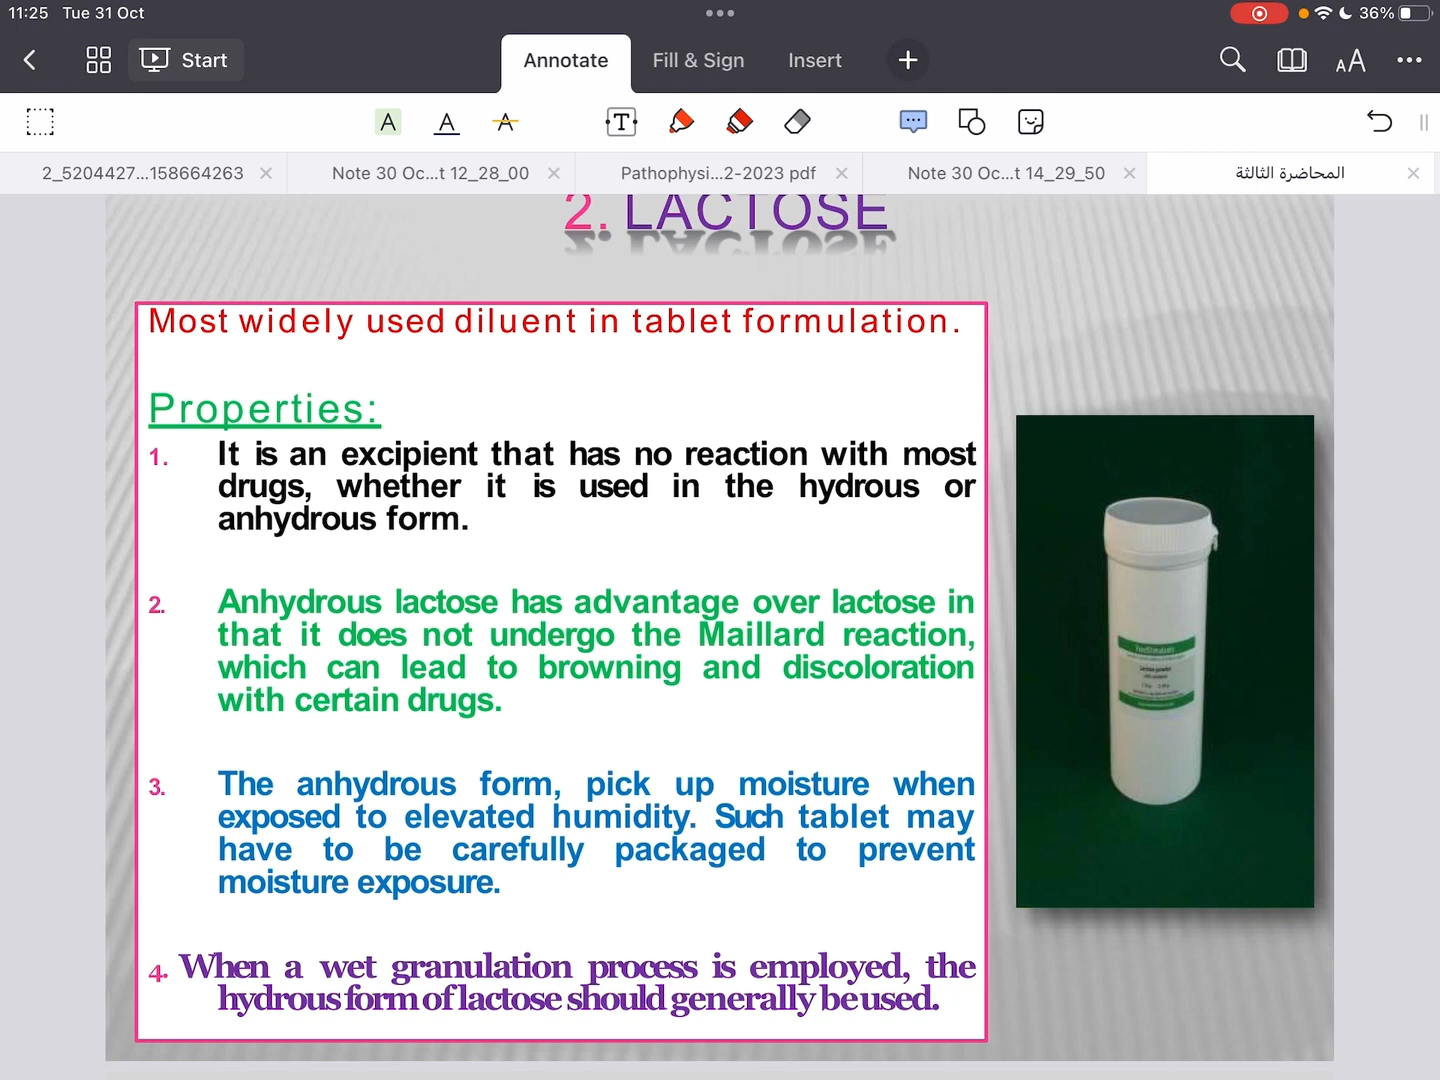 11:25 Tue 31 Oct
36%
Start
Annotate
Fill & Sign
Insert
2_5204427...158664263
Note 30 Oc...t 12_28_00
Pathophysi...2-2023 pdf
Note 30 Oc...t 14_29_50
المحاضرة الثالثة
2. LACTOSE
Most widely used diluent in tablet formulation.
Properties:
1. It is an excipient that has no reaction with most
drugs, whether it is used in the hydrous or
anhydrous form.
2. Anhydrous lactose has advantage over lactose in
that it does not undergo the Maillard reaction,
which can lead to browning and discoloration
with certain drugs.
3. The anhydrous form, pick up moisture when
exposed to elevated humidity. Such tablet may
have to be carefully packaged to prevent
moisture exposure.
4. When a wet granulation process is employed, the
hydrous form of lactose should generally be used.